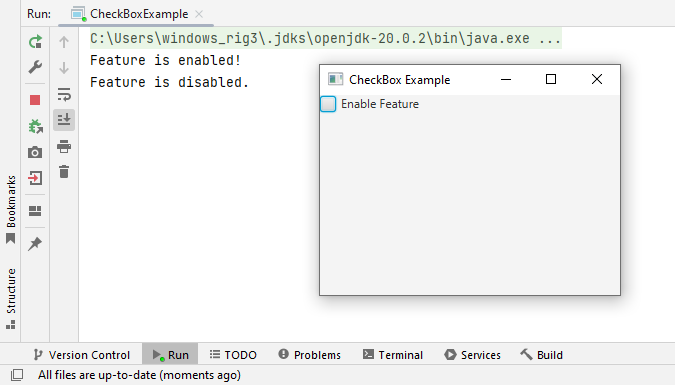 Run: CheckBoxExample
C:\Users\windows_rig3\.jdks\openjdk-20.0.2\bin\java.exe ...
Feature is enabled!
Feature is disabled.
CheckBox Example
Enable Feature
Bookmarks
Structure
Version Control Run TODO Problems Terminal Services Build
All files are up-to-date (moments ago)